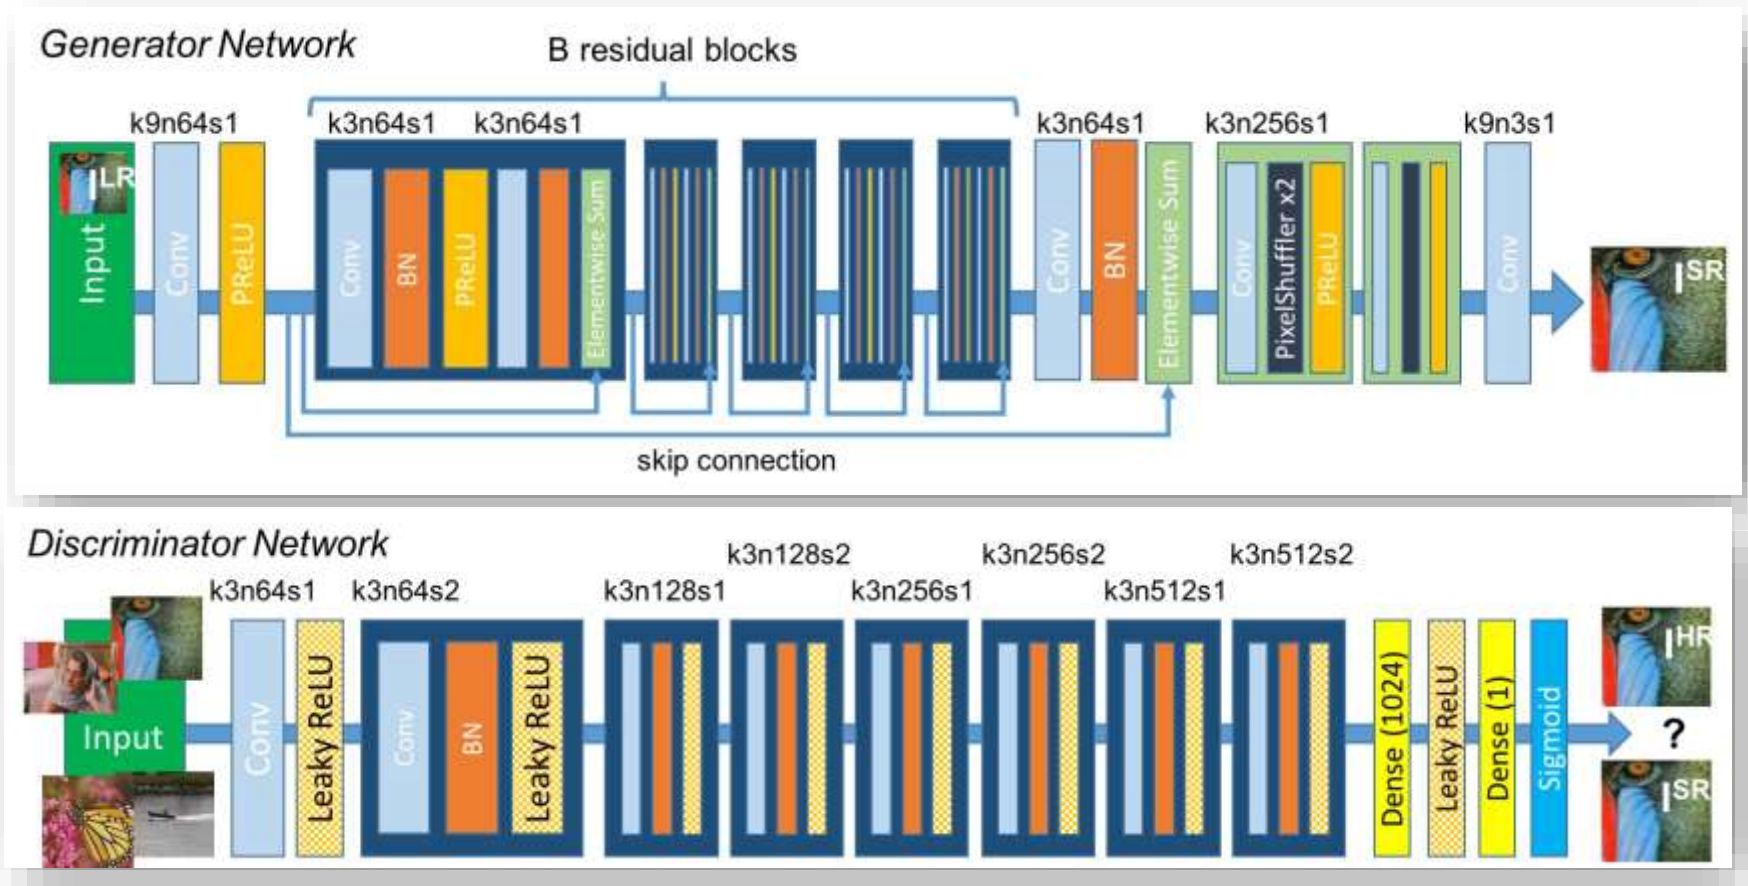 Generator Network
B residual blocks
k9n64s1
k3n64s1
k3n64s1
k3n64s1
k3n256s1
k9n3s1
I^LR
Input
Conv
PReLU
Conv
BN
PReLU
Elementwise Sum
Conv
BN
Elementwise Sum
Conv
PixelShuffler x2
PReLU
Conv
I^SR
skip connection
Discriminator Network
k3n64s1
k3n64s2
k3n128s1
k3n128s2
k3n256s1
k3n256s2
k3n512s1
k3n512s2
Input
Conv
Leaky ReLU
Conv
BN
Leaky ReLU
Dense (1024)
Leaky ReLU
Dense (1)
Sigmoid
I^HR
?
I^SR